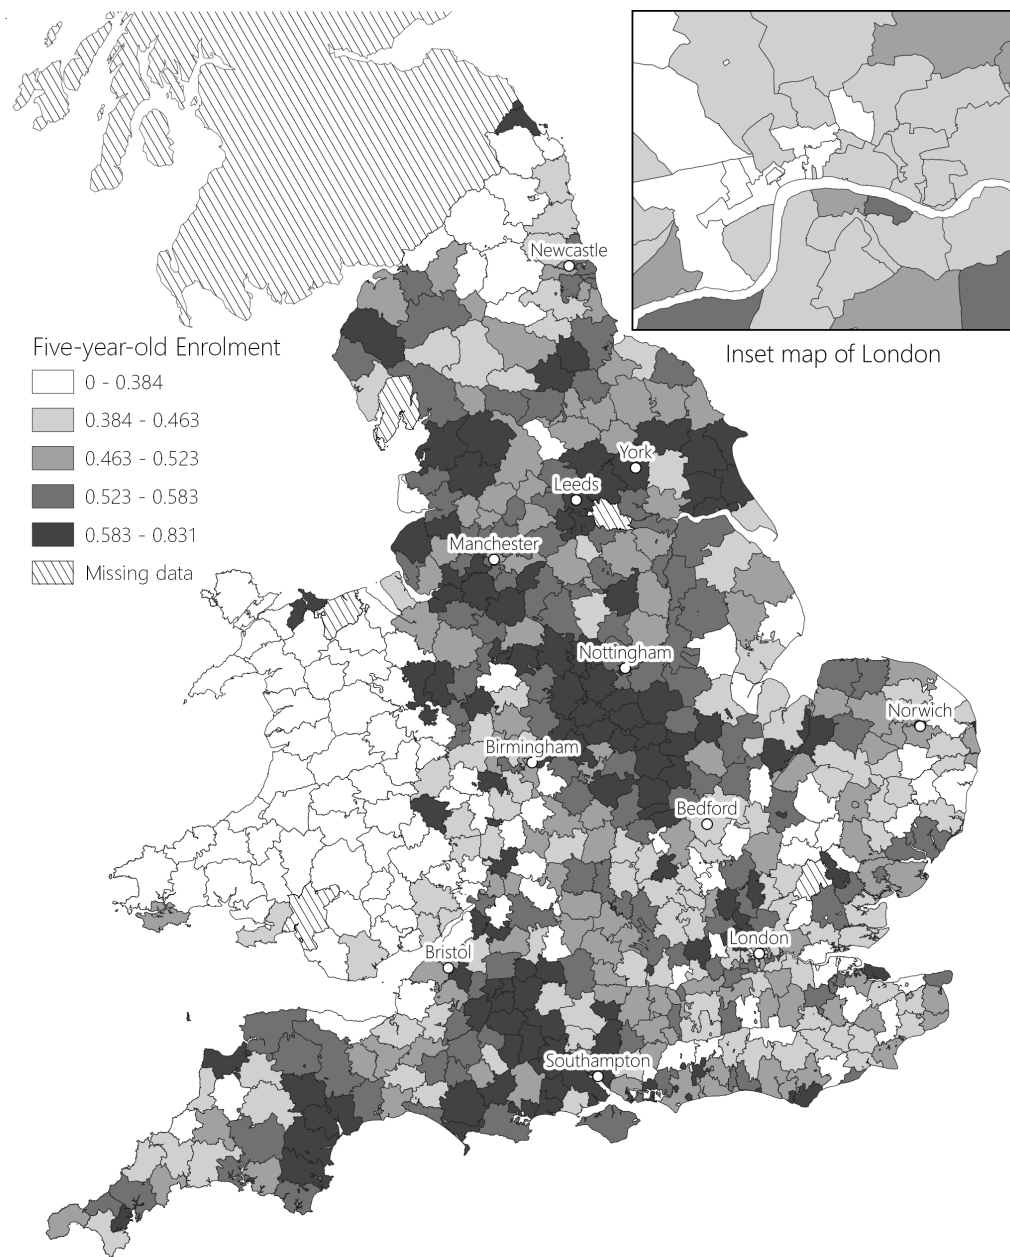 Newcastle
Five-year-old Enrolment
0 - 0.384
0.384 - 0.463
0.463 - 0.523
0.523 - 0.583
0.583 - 0.831
Missing data
Inset map of London
York
Leeds
Manchester
Nottingham
Norwich
Birmingham
Bedford
London
Bristol
Southampton